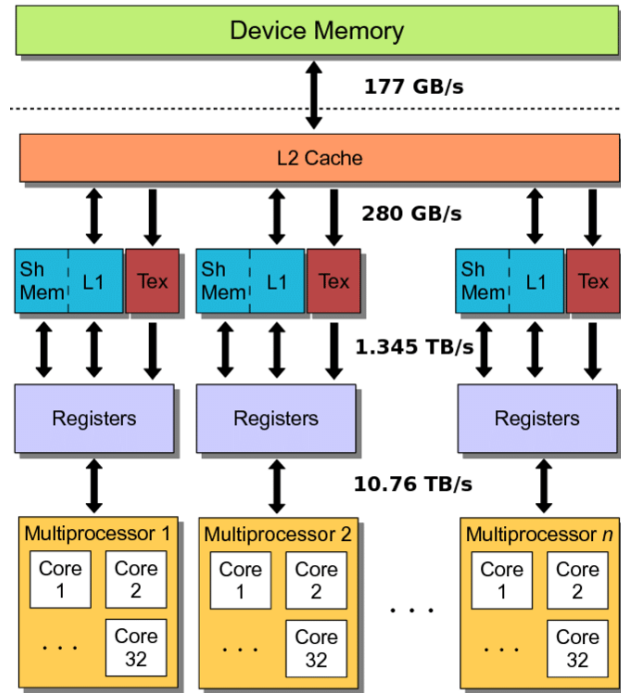 Device Memory
177 GB/s
L2 Cache
280 GB/s
Sh
Mem
L1
Tex
Sh
Mem
L1
Tex
Sh
Mem
L1
Tex
1.345 TB/s
Registers
Registers
Registers
10.76 TB/s
Multiprocessor 1
Core
1
Core
2
. . .
Core
32
Multiprocessor 2
Core
1
Core
2
. . .
Core
32
. . .
Multiprocessor n
Core
1
Core
2
. . .
Core
32